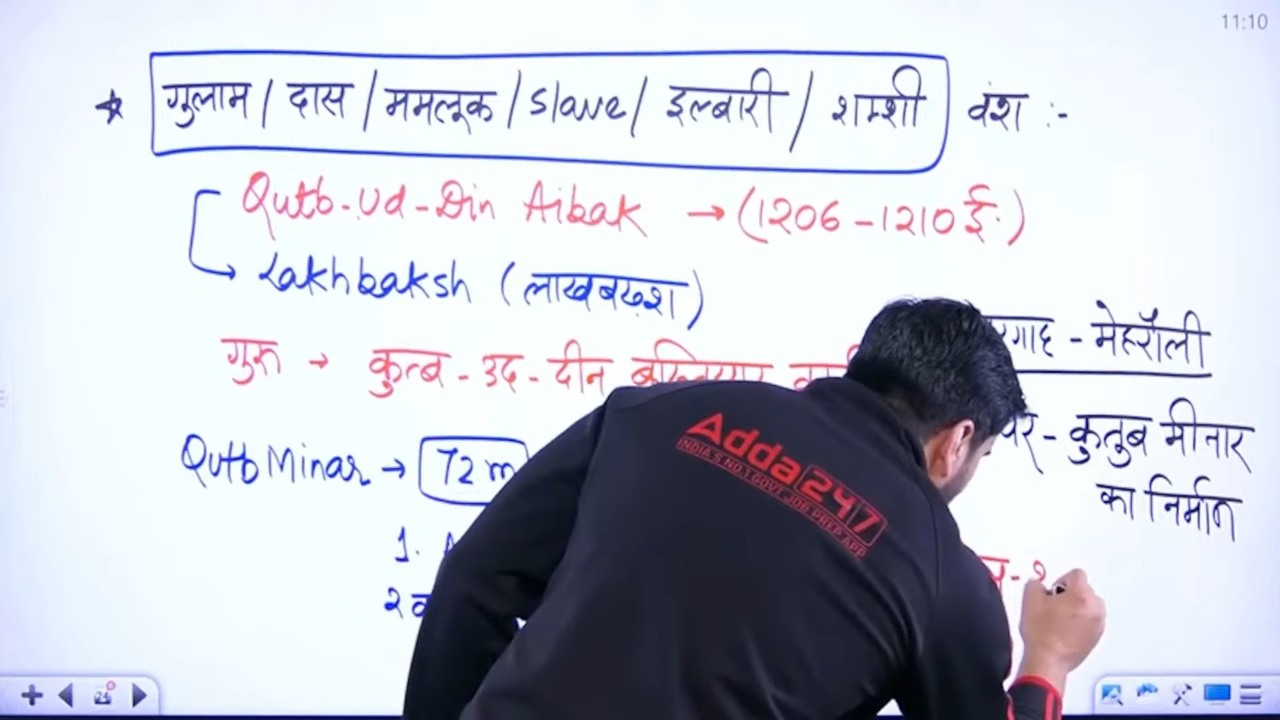 11:10
* गुलाम / दास / ममलूक / Slave / इल्बारी / शम्शी वंश :-
Qutb-Ud-Din Aibak → (1206-1210 ई.)
Lakhbaksh (लाखबख्श)
गुरु → कुत्ब-उद-दीन
- मेहरौली
Qutb Minar → 72 m
- कुतुब मीनार
का निर्माण
1.
2
Adda247
INDIA'S NO.1 GOVT JOB PREP APP
21